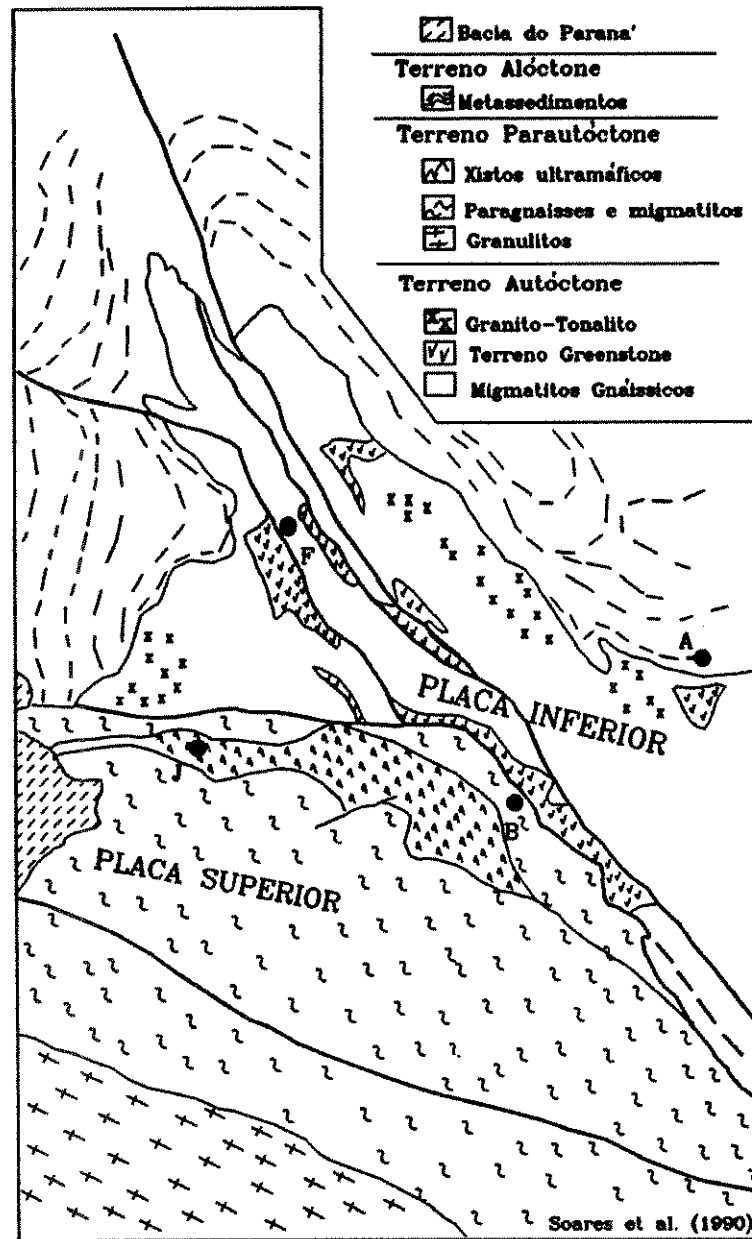 Bacia do Parana'
Terreno Alóctone
Metassedimentos
Terreno Parautóctone
Xistos ultramáficos
Paragnaisses e migmatitos
Granulitos
Terreno Autóctone
Granito-Tonalito
Terreno Greenstone
Migmatitos Gnáissicos
F
A
PLACA INFERIOR
J
B
PLACA SUPERIOR
Soares et al. (1990)